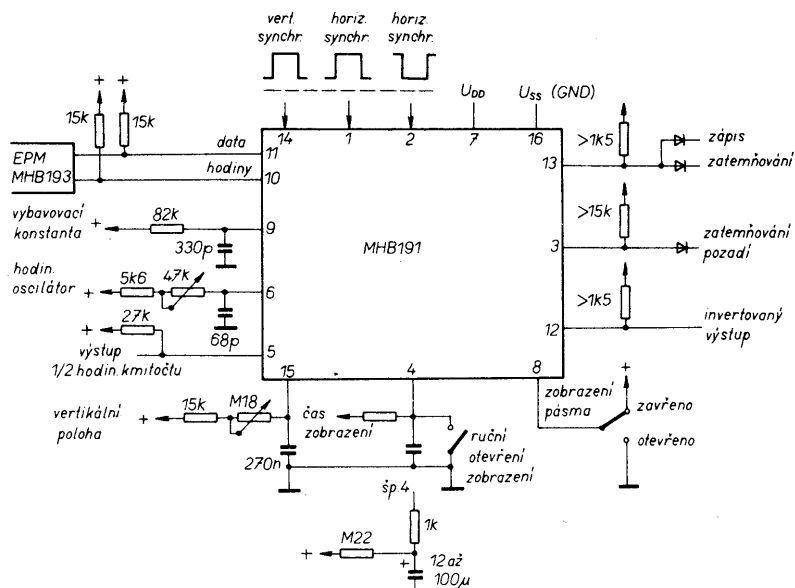 vert. synchr.
horiz. synchr.
horiz. synchr.
U_DD
U_SS (GND)
14
1
2
7
16
15k
15k
EPM
MHB193
data
11
hodiny
10
>1k5
13
zápis
zatemňování
vybavovací
konstanta
82k
9
330p
MHB191
>15k
3
zatemňování
pozadí
hodin.
oscilátor
5k6
47k
6
68p
27k
5
výstup
1/2 hodin. kmitočtu
>1k5
12
invertovaný
výstup
15
4
8
vertikální
poloha
15k
M18
270n
čas
zobrazení
ruční
otevření
zobrazení
zobrazení
pásma
zavřeno
otevřeno
šp.4
1k
M22
12 až
100µ